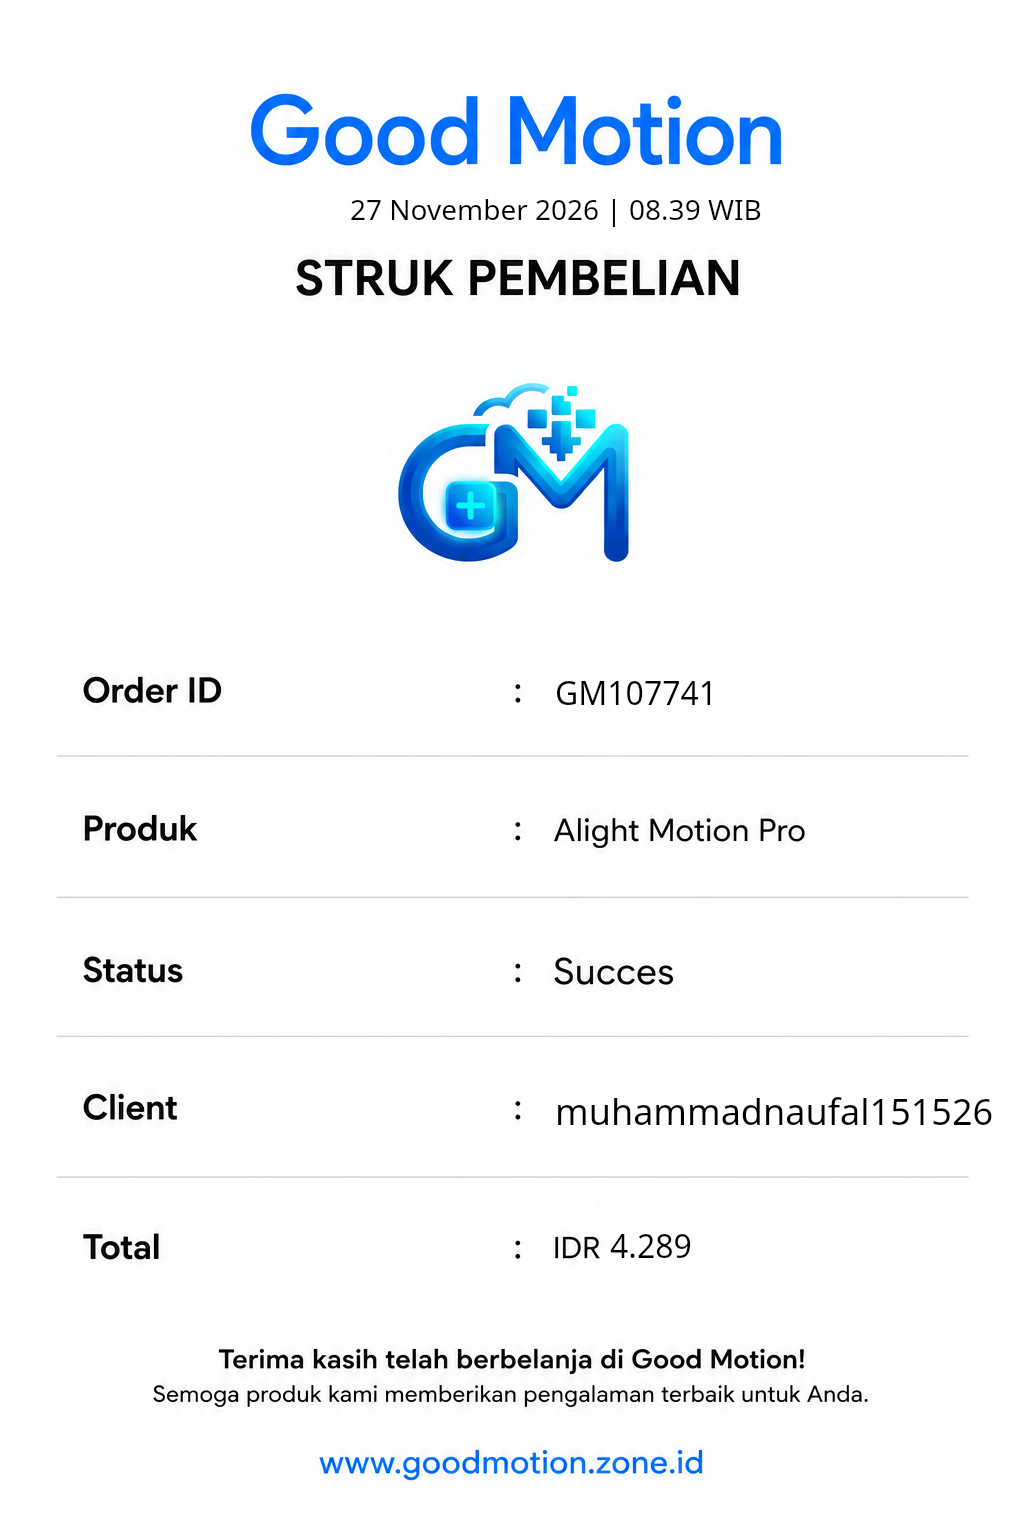 Good Motion
27 November 2026 | 08.39 WIB
STRUK PEMBELIAN
GM
Order ID : GM107741
Produk : Alight Motion Pro
Status : Succes
Client : muhammadnaufal151526
Total : IDR 4.289
Terima kasih telah berbelanja di Good Motion!
Semoga produk kami memberikan pengalaman terbaik untuk Anda.
www.goodmotion.zone.id